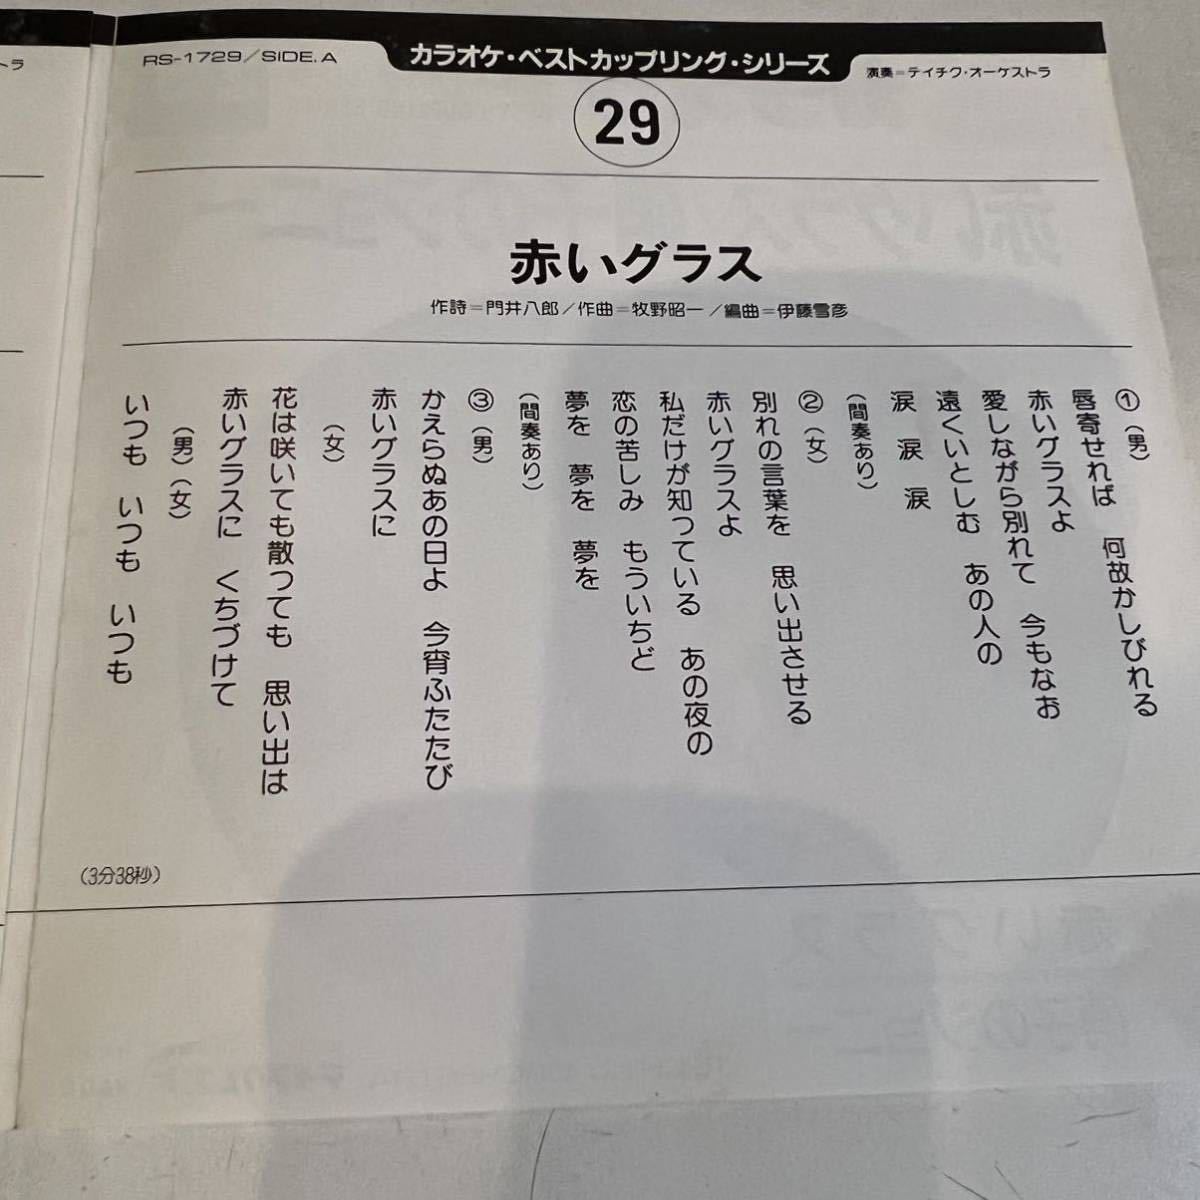 トラ
RS-1729/SIDE.A
カラオケ・ベストカップリング・シリーズ
演奏=テイチク・オーケストラ
29
赤いグラス
作詩=門井八郎/作曲=牧野昭一/編曲=伊藤雪彦
①(男)
唇寄せれば 何故かしびれる
赤いグラスよ
愛しながら別れて 今もなお
遠くいとしむ あの人の
涙 涙 涙
(間奏あり)
②(女)
別れの言葉を 思い出させる
赤いグラスよ
私だけが知っている あの夜の
恋の苦しみ もういちど
夢を 夢を 夢を
(間奏あり)
③(男)
かえらぬあの日よ 今宵ふたたび
赤いグラスに
(女)
花は咲いても散っても 思い出は
赤いグラスに くちづけて
(男)(女)
いつも いつも いつも
(3分38秒)